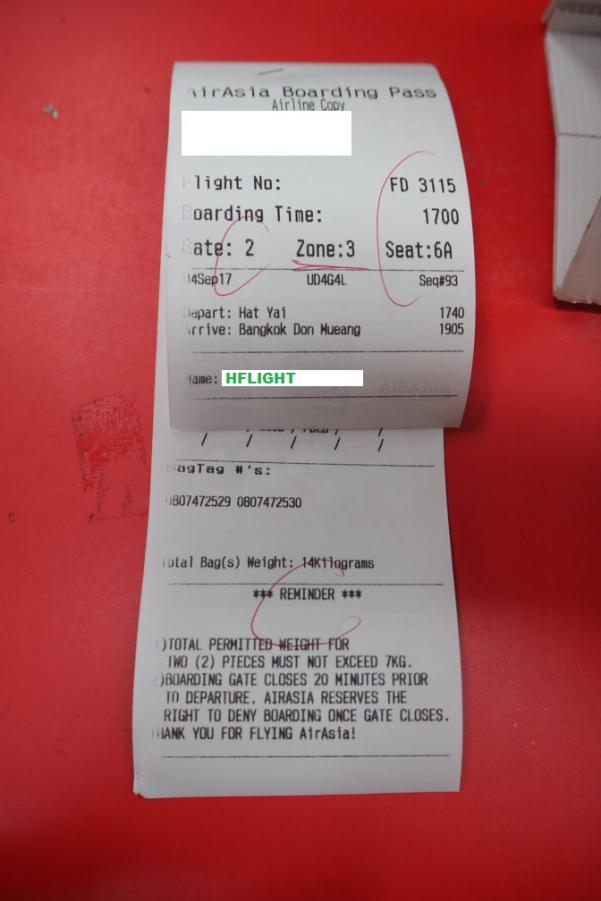 AirAsia Boarding Pass
Airline Copy
light No: FD 3115
oarding Time: 1700
ate: 2 Zone:3 Seat:6A
4Sep17 UD4G4L Seq#93
epart: Hat Yai 1740
rrive: Bangkok Don Mueang 1905
ame: HFLIGHT
/ / / / /
agTag #'s:
807472529 0807472530
otal Bag(s) Weight: 14Kilograms
*** REMINDER ***
)TOTAL PERMITTED WEIGHT FOR
TWO (2) PIECES MUST NOT EXCEED 7KG.
)BOARDING GATE CLOSES 20 MINUTES PRIOR
TO DEPARTURE. AIRASIA RESERVES THE
RIGHT TO DENY BOARDING ONCE GATE CLOSES.
HANK YOU FOR FLYING AirAsia!